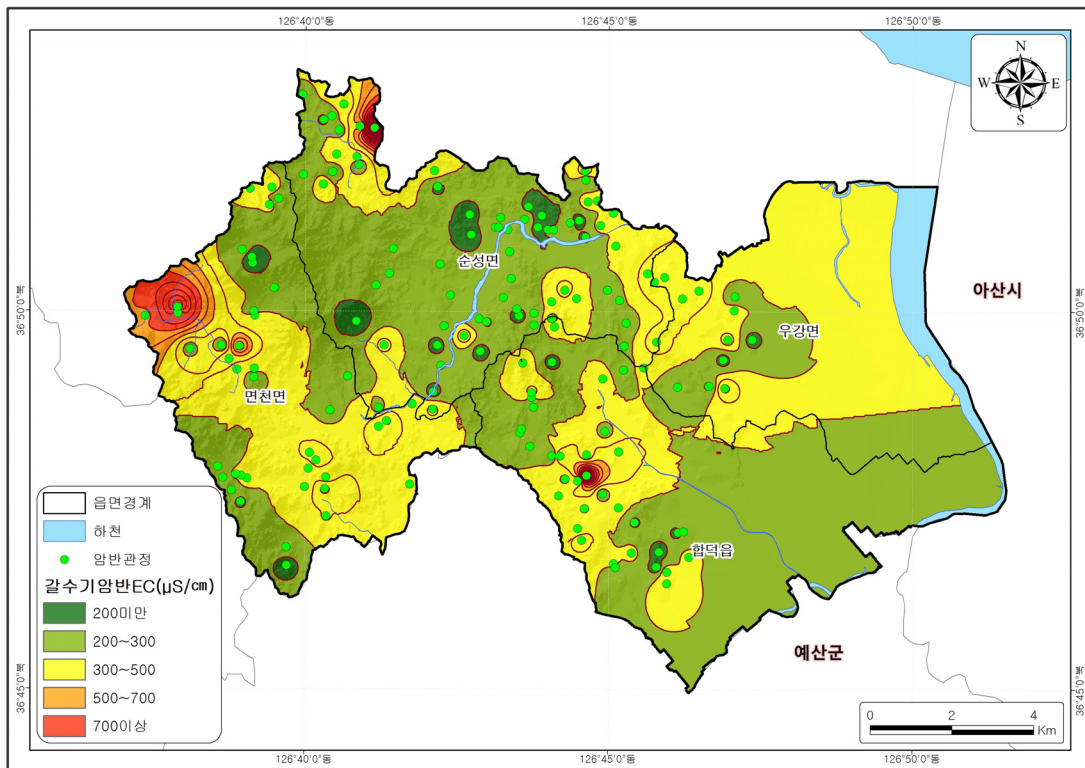 126°40'0"동
126°45'0"동
126°50'0"동
N
W
E
S
순성면
아산시
36°50'0"북
36°50'0"북
우강면
면천면
읍면경계
하천
암반관정
갈수기암반EC(μS/㎝)
200미만
200~300
300~500
500~700
700이상
합덕읍
예산군
36°45'0"북
36°45'0"북
0 2 4
Km
126°40'0"동
126°45'0"동
126°50'0"동